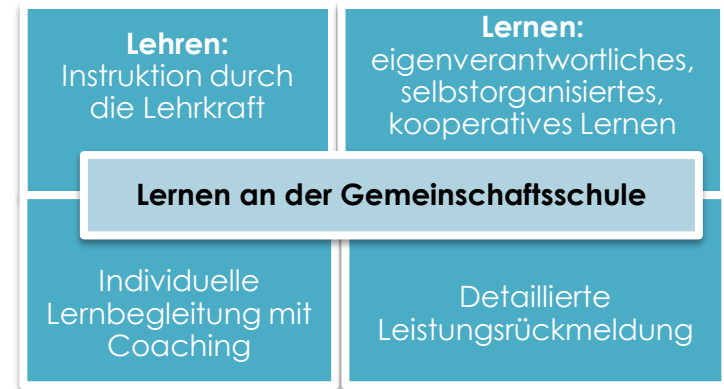 Lehren:
Instruktion durch
die Lehrkraft
Lernen:
eigenverantwortliches,
selbstorganisiertes,
kooperatives Lernen
Lernen an der Gemeinschaftsschule
Individuelle
Lernbegleitung mit
Coaching
Detaillierte
Leistungsrückmeldung